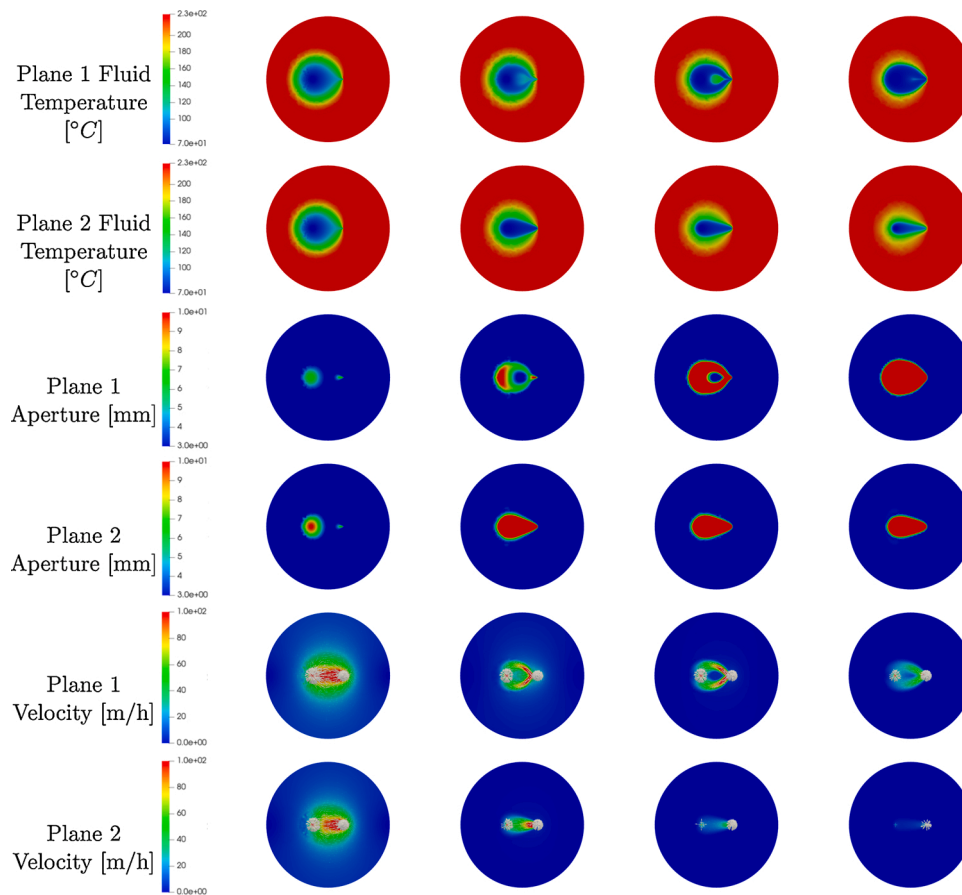 Plane 1 Fluid
Temperature
[°C]
2.3e+02
200
180
160
140
120
100
7.0e+01
Plane 2 Fluid
Temperature
[°C]
2.3e+02
200
180
160
140
120
100
7.0e+01
Plane 1
Aperture [mm]
1.0e+01
9
8
7
6
5
4
3.0e+00
Plane 2
Aperture [mm]
1.0e+01
9
8
7
6
5
4
3.0e+00
Plane 1
Velocity [m/h]
1.0e+02
80
60
40
20
0.0e+00
Plane 2
Velocity [m/h]
1.0e+02
80
60
40
20
0.0e+00